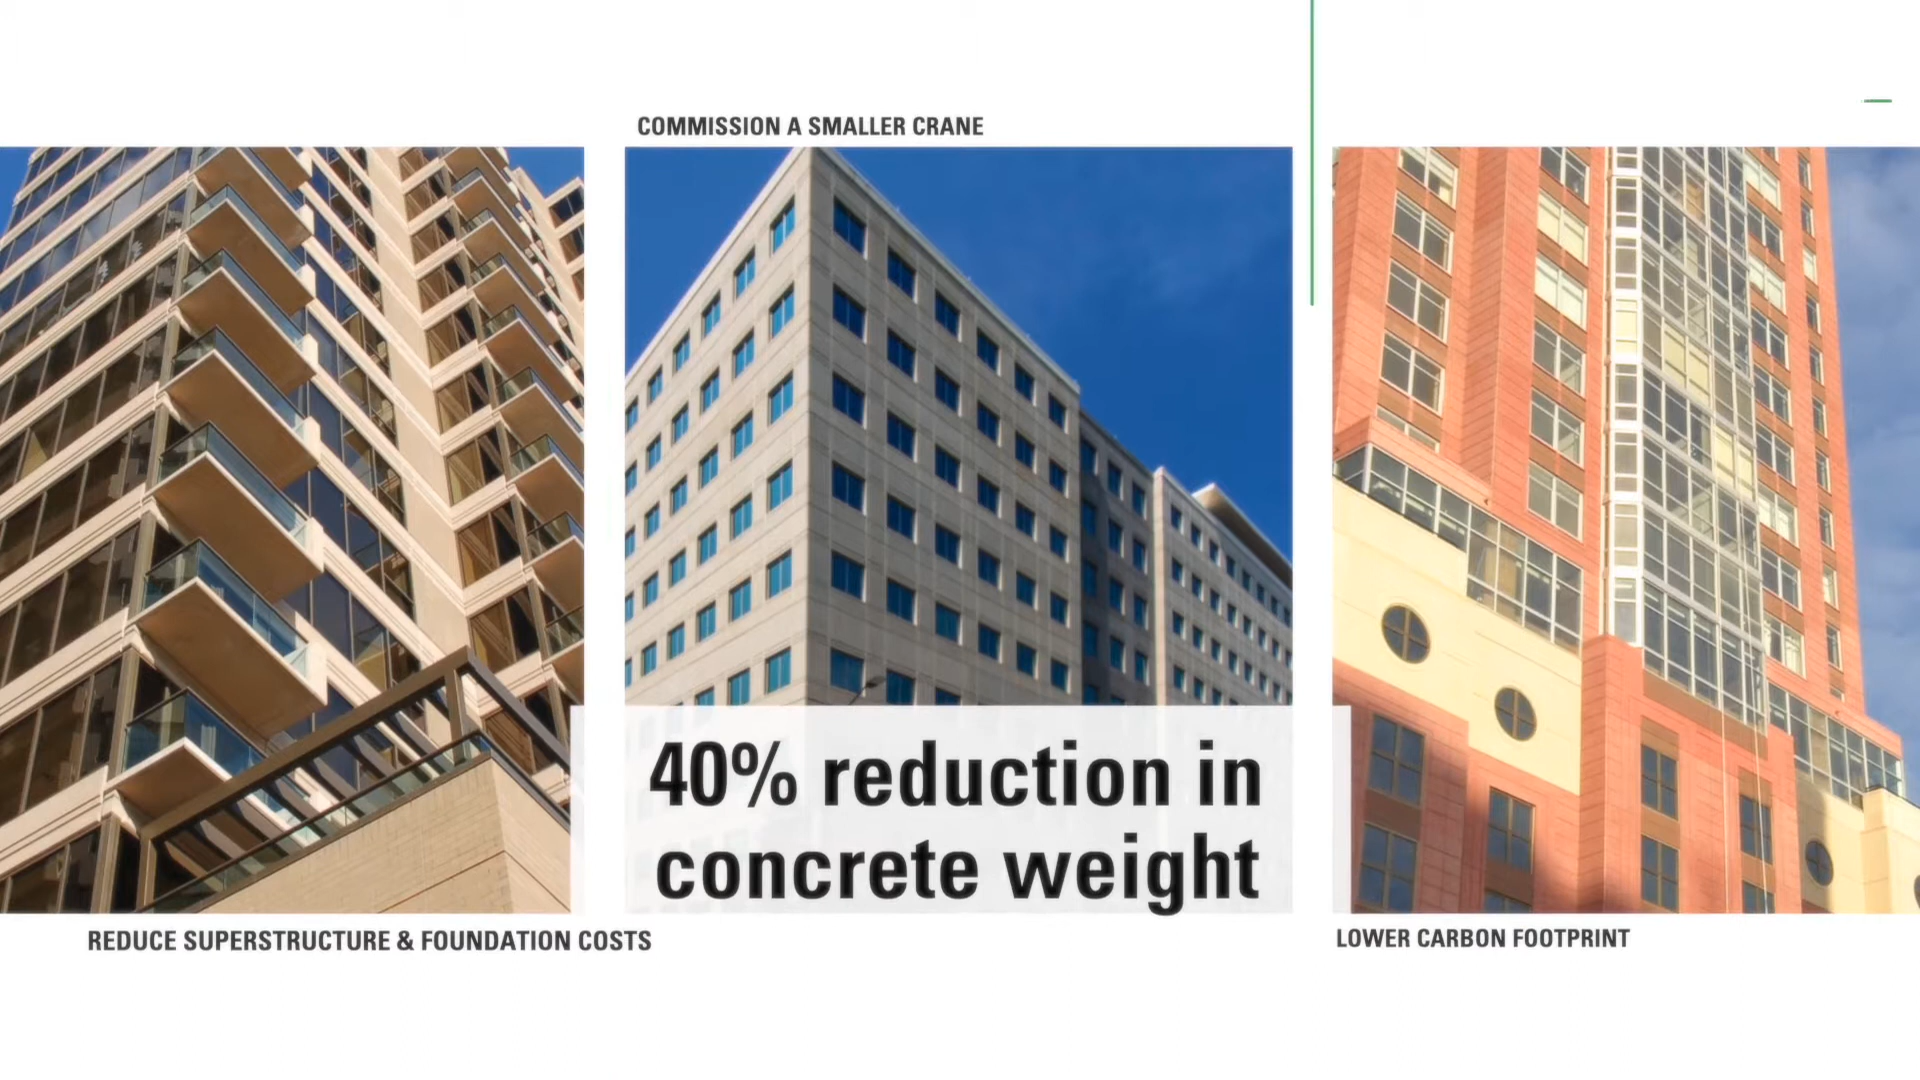 COMMISSION A SMALLER CRANE
40% reduction in
concrete weight
REDUCE SUPERSTRUCTURE & FOUNDATION COSTS
LOWER CARBON FOOTPRINT